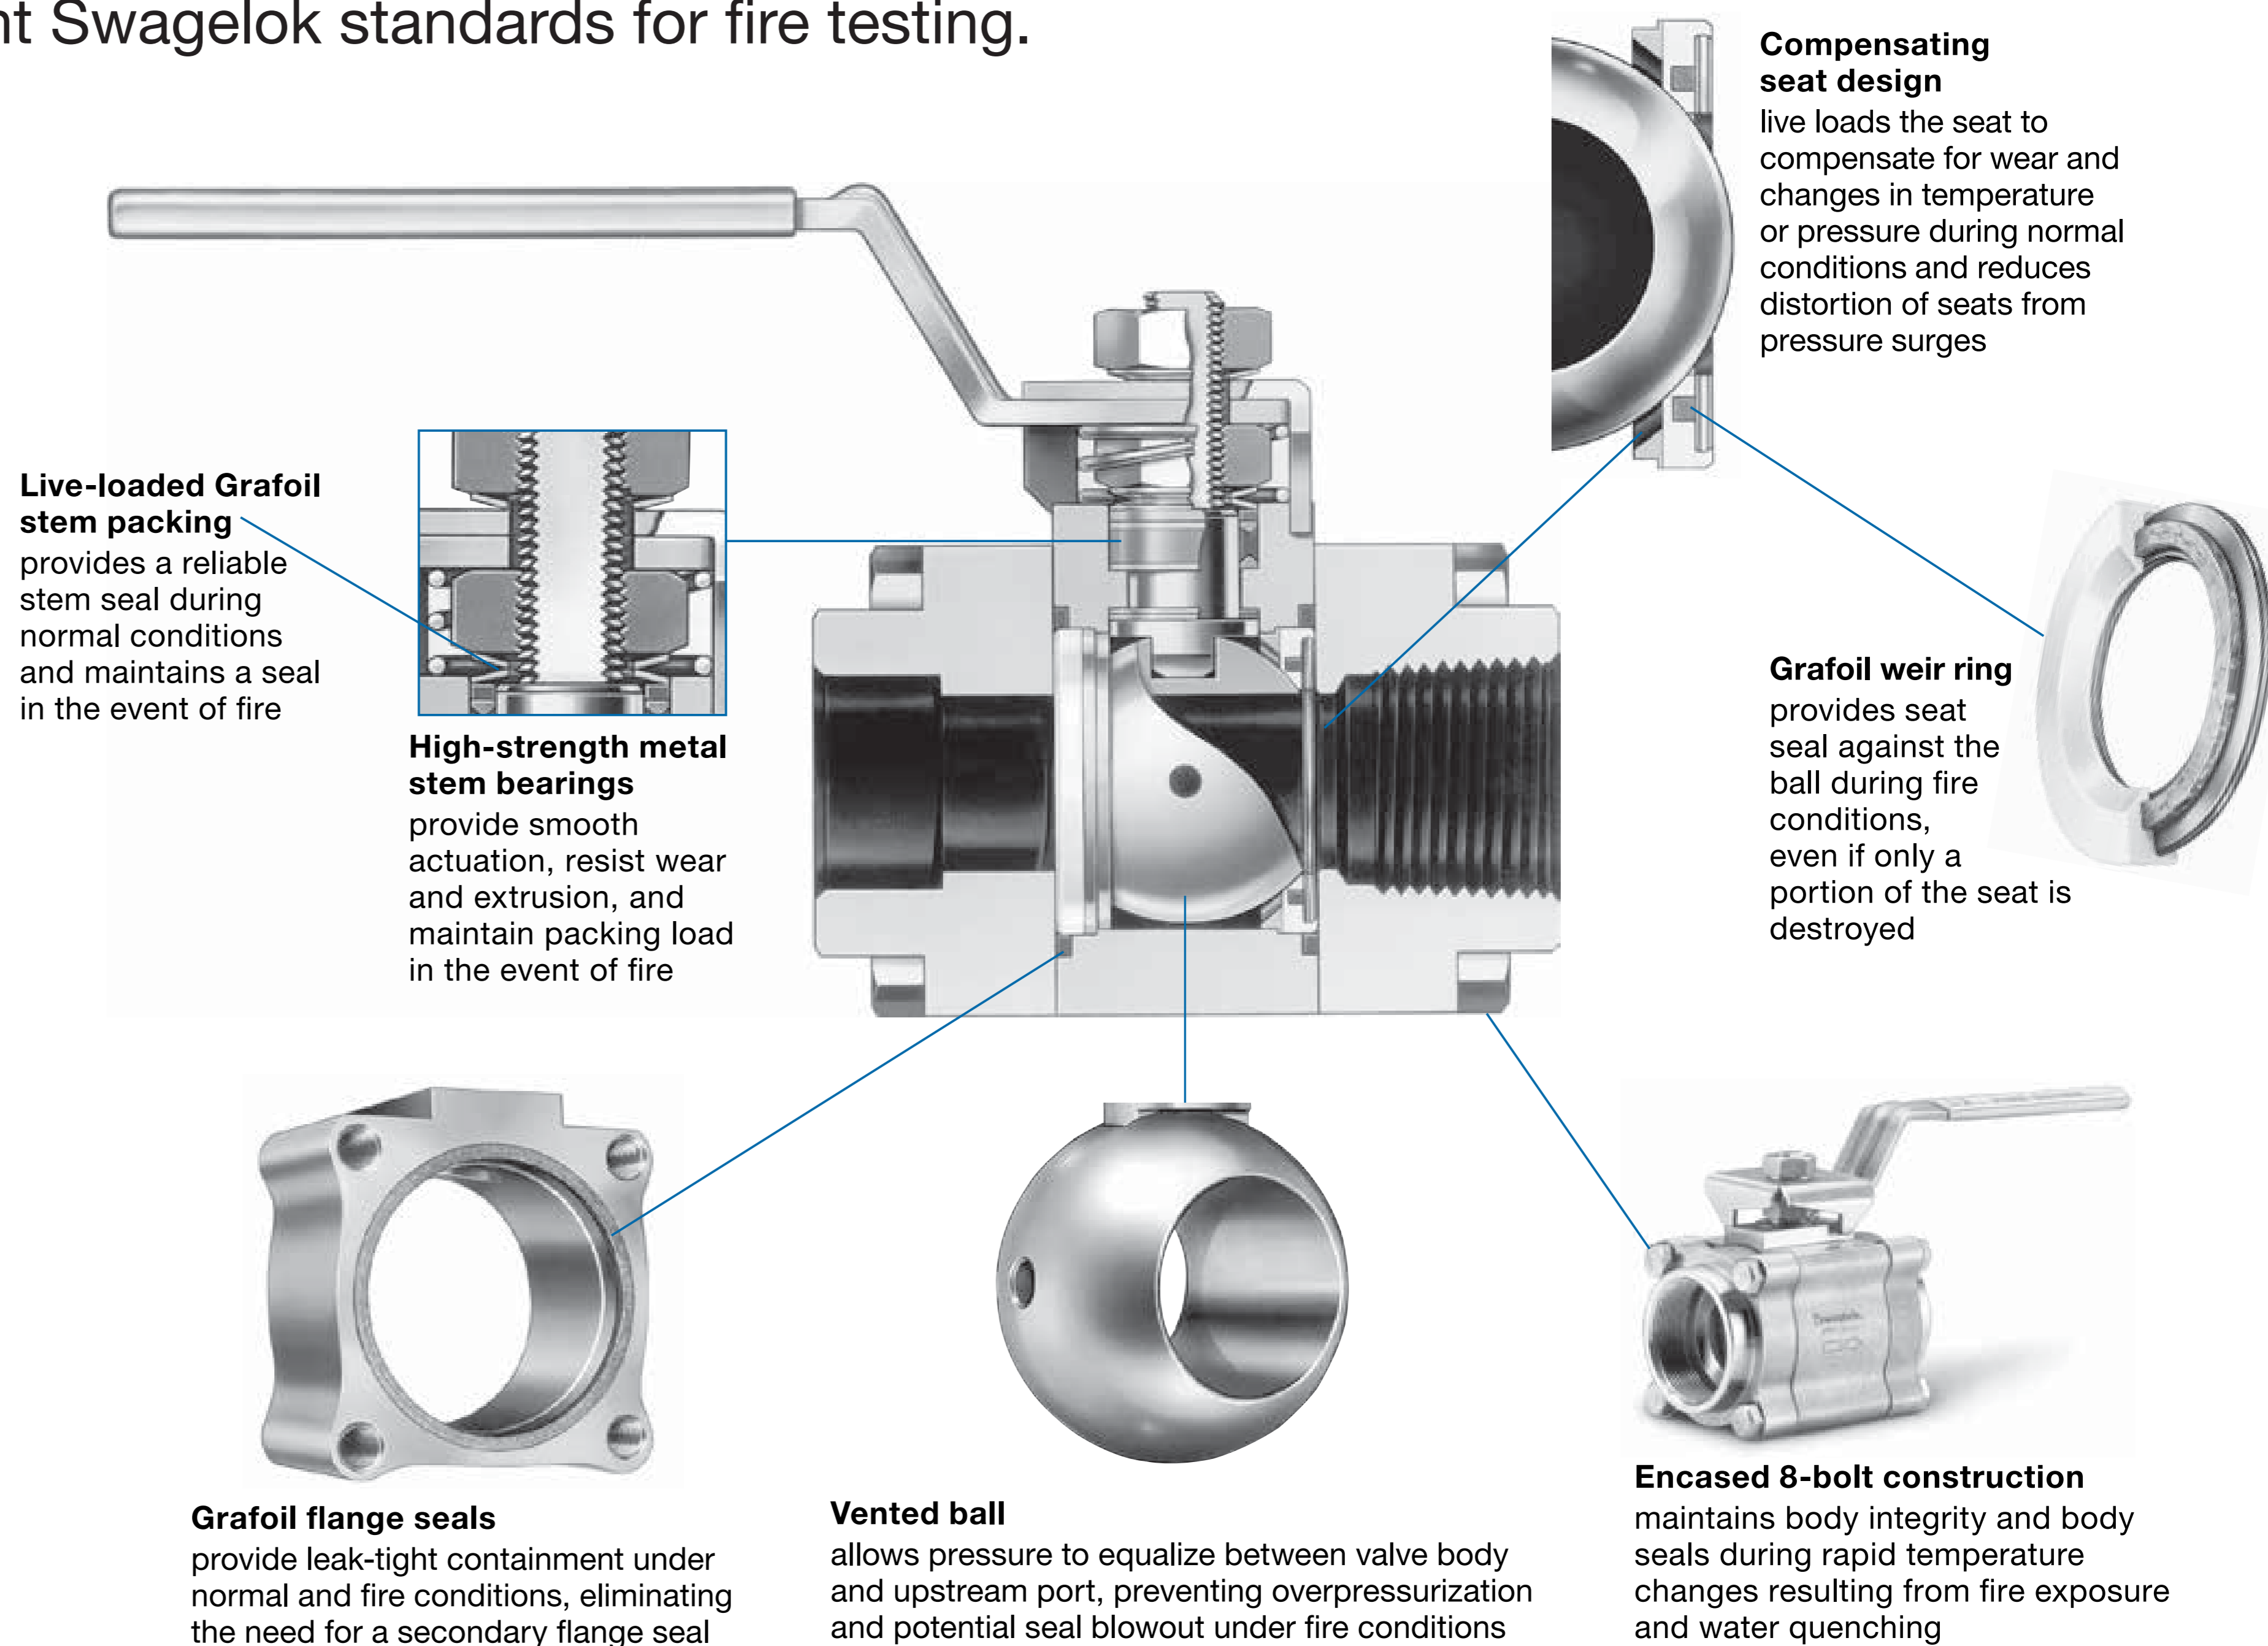 nt Swagelok standards for fire testing.
Compensating
seat design
live loads the seat to
compensate for wear and
changes in temperature
or pressure during normal
conditions and reduces
distortion of seats from
pressure surges
Live-loaded Grafoil
stem packing
provides a reliable
stem seal during
normal conditions
and maintains a seal
in the event of fire
High-strength metal
stem bearings
provide smooth
actuation, resist wear
and extrusion, and
maintain packing load
in the event of fire
Grafoil weir ring
provides seat
seal against the
ball during fire
conditions,
even if only a
portion of the seat is
destroyed
Grafoil flange seals
provide leak-tight containment under
normal and fire conditions, eliminating
the need for a secondary flange seal
Vented ball
allows pressure to equalize between valve body
and upstream port, preventing overpressurization
and potential seal blowout under fire conditions
Encased 8-bolt construction
maintains body integrity and body
seals during rapid temperature
changes resulting from fire exposure
and water quenching